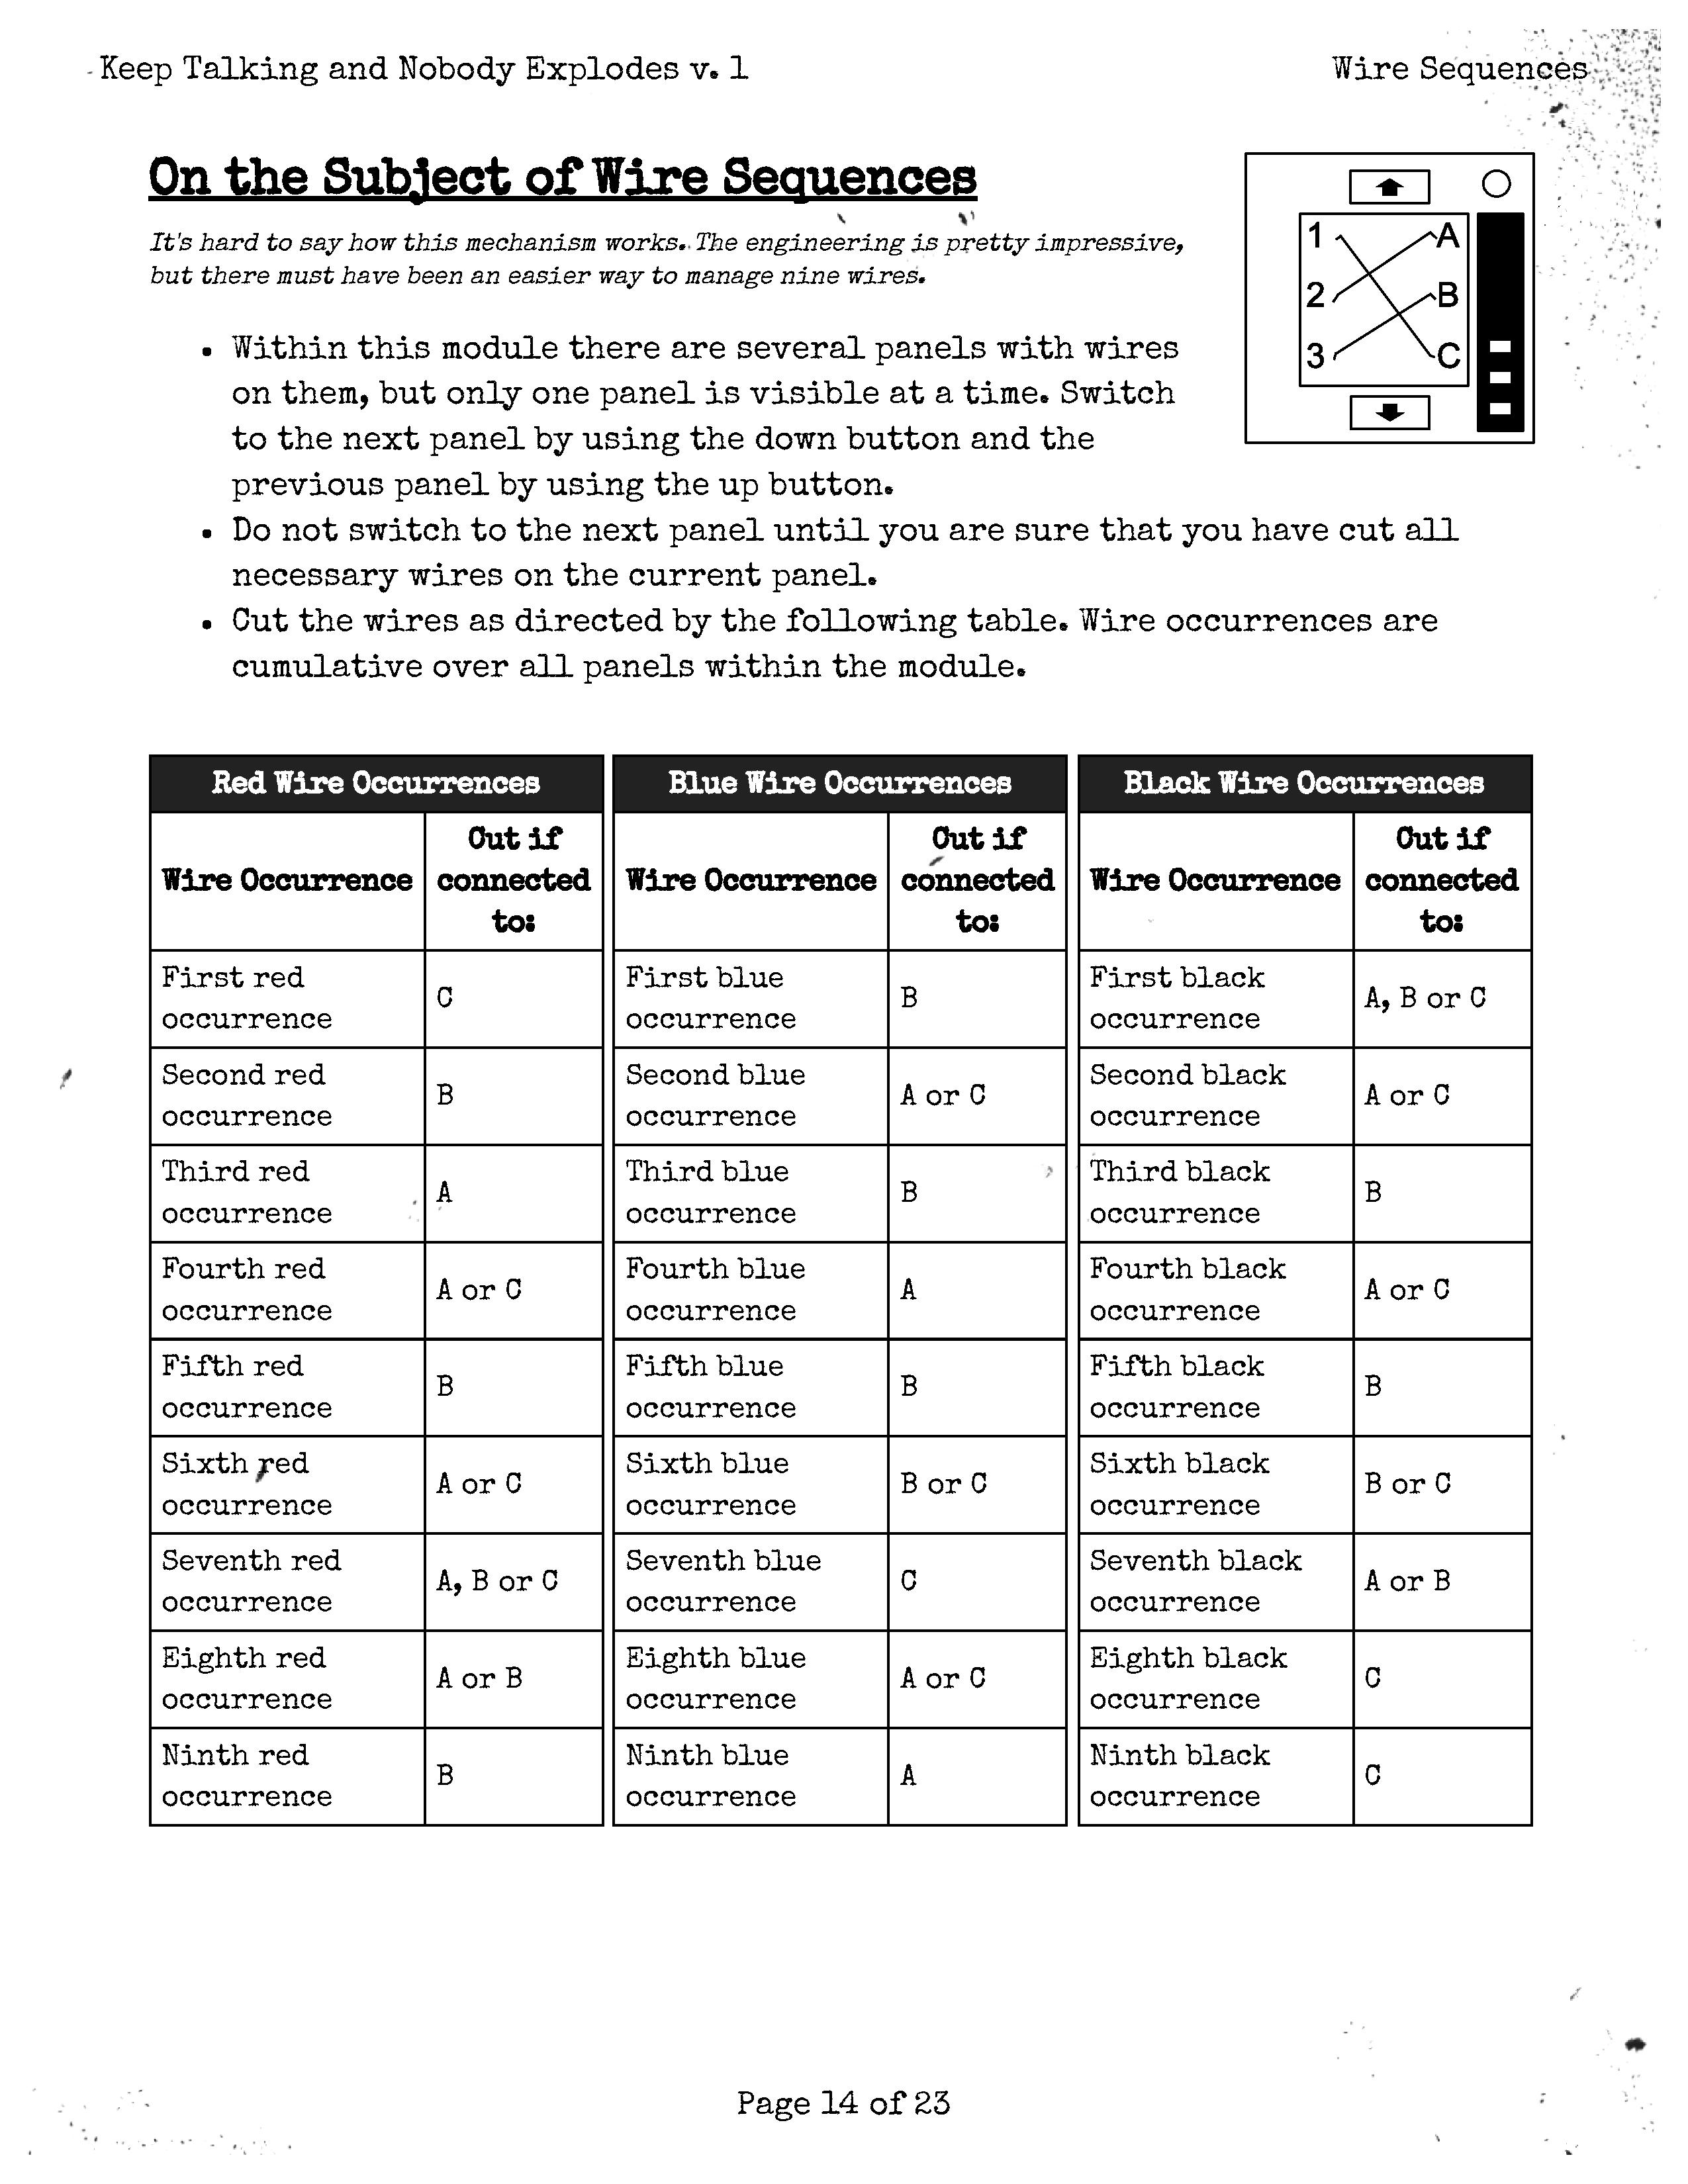 Keep Talking and Nobody Explodes v. 1
Wire Sequences
On the Subject of Wire Sequences
It's hard to say how this mechanism works. The engineering is pretty impressive,
but there must have been an easier way to manage nine wires.
1 A
2 B
3 C
• Within this module there are several panels with wires
on them, but only one panel is visible at a time. Switch
to the next panel by using the down button and the
previous panel by using the up button.
• Do not switch to the next panel until you are sure that you have cut all
necessary wires on the current panel.
• Cut the wires as directed by the following table. Wire occurrences are
cumulative over all panels within the module.
Red Wire Occurrences
Wire Occurrence
Cut if
connected
to:
First red
occurrence
C
Second red
occurrence
B
Third red
occurrence
A
Fourth red
occurrence
A or C
Fifth red
occurrence
B
Sixth red
occurrence
A or C
Seventh red
occurrence
A, B or C
Eighth red
occurrence
A or B
Ninth red
occurrence
B
Blue Wire Occurrences
Wire Occurrence
Cut if
connected
to:
First blue
occurrence
B
Second blue
occurrence
A or C
Third blue
occurrence
B
Fourth blue
occurrence
A
Fifth blue
occurrence
B
Sixth blue
occurrence
B or C
Seventh blue
occurrence
C
Eighth blue
occurrence
A or C
Ninth blue
occurrence
A
Black Wire Occurrences
Wire Occurrence
Cut if
connected
to:
First black
occurrence
A, B or C
Second black
occurrence
A or C
Third black
occurrence
B
Fourth black
occurrence
A or C
Fifth black
occurrence
B
Sixth black
occurrence
B or C
Seventh black
occurrence
A or B
Eighth black
occurrence
C
Ninth black
occurrence
C
Page 14 of 23